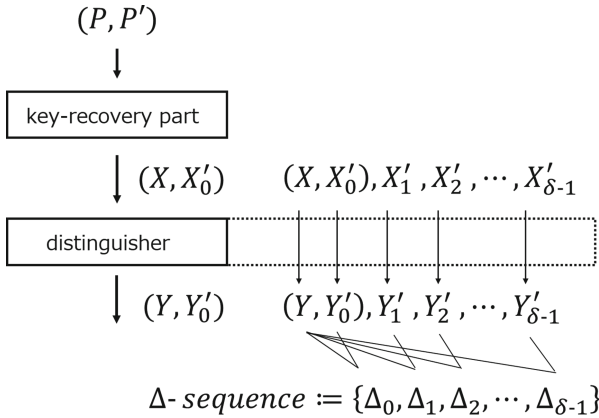 (P, P′)
key-recovery part
(X, X′₀) (X, X′₀), X′₁, X′₂, ⋯, X′δ-1
distinguisher
(Y, Y′₀) (Y, Y′₀), Y′₁, Y′₂, ⋯, Y′δ-1
Δ- sequence ≔ {Δ₀, Δ₁, Δ₂, ⋯, Δδ-1}